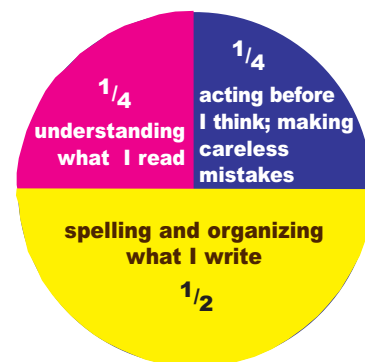 1/4
understanding
what I read
1/4
acting before
I think; making
careless
mistakes
spelling and organizing
what I write
1/2